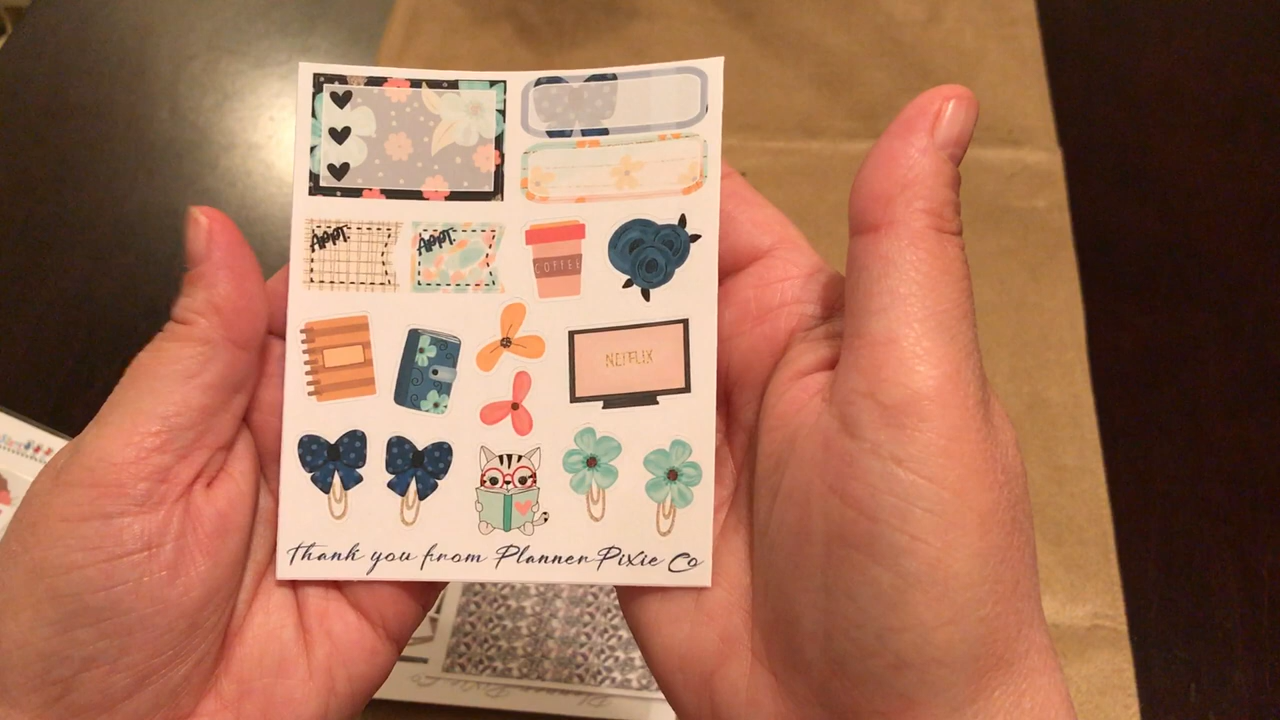 APPT.
APPT.
COFFEE
NETFLIX
Thank you from PlannerPixie Co